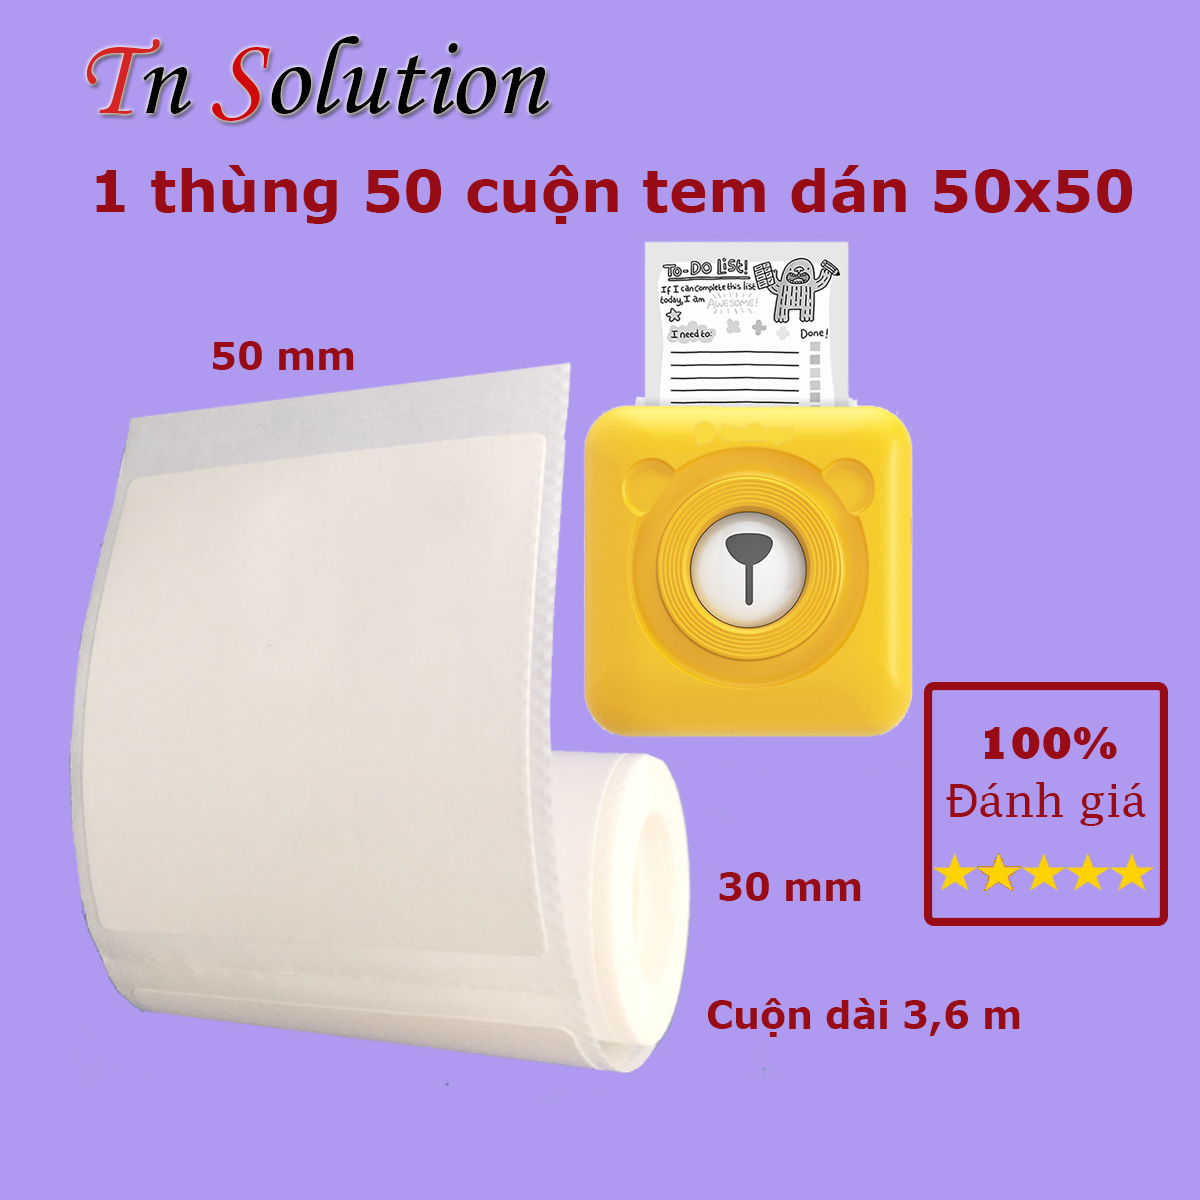 Tn Solution
1 thùng 50 cuộn tem dán 50x50
To-Do List!
If I can complete this list
today, I am AWESOME!
I need to:
Done!
50 mm
100%
Đánh giá
30 mm
Cuộn dài 3,6 m